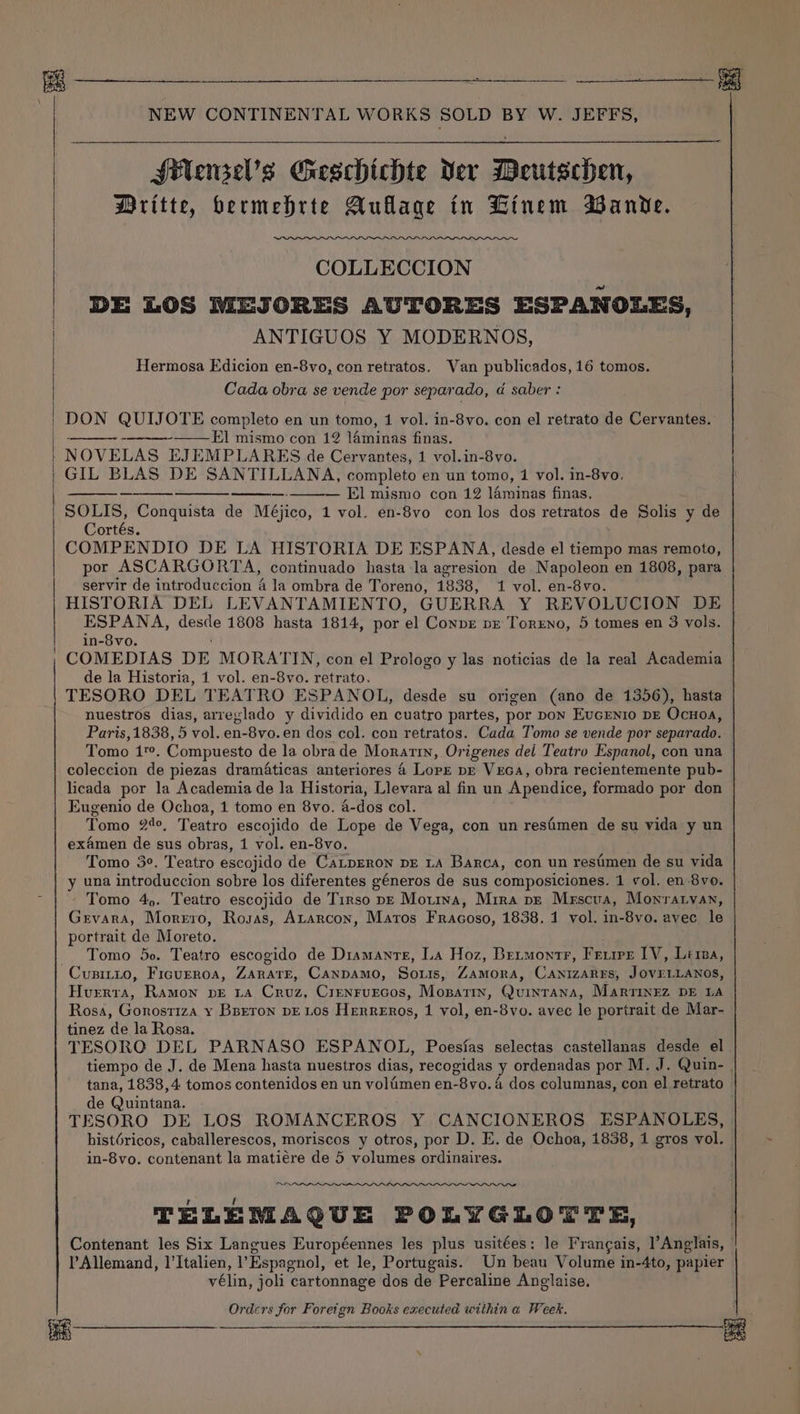 NEW CONTINENTAL WORKS SOLD BY W. JEFFS,
Menzel's Geschichte der Deutschen,
Dritte, vermehrte Auflage in Einem Bande.
COLLECCION
DE LOS MEJORES AUTORES ESPAÑOLES,
ANTIGUOS Y MODERNOS,
Hermosa Edicion en-8vo, con retratos. Van publicados, 16 tomos.
Cada obra se vende por separado, á saber :
DON QUIJOTE completo en un tomo, 1 vol. in-8vo. con el retrato de Cervantes.
——— ——— ——El mismo con 12 láminas finas.
NOVELAS EJEMPLARES de Cervantes, 1 vol.in-8vo.
GIL BLAS DE SANTILLANA, completo en un tomo, 1 vol. in-8vo.
——— ——— ——— ——— ——— El mismo con 12 láminas finas.
SOLIS, Conquista de Méjico, 1 vol. en-8vo con los dos retratos de Solis y de
Cortés.
COMPENDIO DE LA HISTORIA DE ESPANA, desde el tiempo mas remoto,
por ASCARGORTA, continuado hasta la agresion de Napoleon en 1808, para
servir de introduccion á la ombra de Toreno, 1838, 1 vol. en-8vo.
HISTORIA DEL LEVANTAMIENTO, GUERRA Y REVOLUCION DE
ESPANA, desde 1808 hasta 1814, por el CONDE DE TORENO, 5 tomes en 3 vols.
in-8vo.
COMEDIAS DE MORATIN, con el Prologo y las noticias de la real Academia
de la Historia, 1 vol. en-8vo. retrato.
TESORO DEL TEATRO ESPANOL, desde su origen (ano de 1356), hasta
nuestros dias, arreglado y dividido en cuatro partes, por DON EUGENIO DE OCHOA,
Paris,1838, 5 vol. en-8vo. en dos col. con retratos. Cada Tomo se vende por separado.
Tomo 1ro. Compuesto de la obra de MORATIN, Origenes del Teatro Espanol, con una
coleccion de piezas dramáticas anteriores á LOPE DE VEGA, obra recientemente pub-
licada por la Academia de la Historia, Llevara al fin un Apendice, formado por don
Eugenio de Ochoa, 1 tomo en 8vo. á-dos col.
Tomo 2do. Teatro escojido de Lope de Vega, con un resúmen de su vida y un
exámen de sus obras, 1 vol. en-8vo.
Tomo 3o. Teatro escojido de CALDERON DE LA BARCA, con un resúmen de su vida
y una introduccion sobre los diferentes géneros de sus composiciones. 1 vol. en 8vo.
Tomo 4o. Teatro escojido de TIRSO DE MOLINA, MIRA DE MESCUA, MONTALVAN,
GEVARA, MORETO, ROJAS, ALARCON, MATOS FRAGOSO, 1838. 1 vol. in-8vo. avec le
portrait de Moreto.
Tomo 5o. Teatro escogido de DIAMANTE, LA HOZ, BELMONTE, FELIPE IV, LEIBA,
CUBILLO, FIGUEROA, ZARATE, CANDAMO, SOLIS, ZAMORA, CANIZARES, JOVELLANOS,
HUERTA, RAMON DE LA CRUZ, CIENFUEGOS, MOBATIN, QUINTANA, MARTINEZ DE LA
ROSA, GOROSTIZA Y BBETON DE LOS HERREROS, 1 vol, en-8vo. avec le portrait de Mar-
tinez de la Rosa.
TESORO DEL PARNASO ESPANOL, Poesías selectas castellanas desde el
tiempo de J. de Mena hasta nuestros dias, recogidas y ordenadas por M. J. Quin-
tana, 1838, 4 tomos contenidos en un volúmen en-8vo. á dos columnas, con el retrato
de Quintana.
TESORO DE LOS ROMANCEROS Y CANCIONEROS ESPANOLES,
históricos, caballerescos, moriscos y otros, por D. E. de Ochoa, 1838, 1 gros vol.
in-8vo. contenant la matière de 5 volumes ordinaires.
TÉLÉMAQUE POLYGLOTTE,
Contenant les Six Langues Européennes les plus usitées: le Français, l'Anglais,
l'Allemand, l'Italien, l'Espagnol, et le, Portugais. Un beau Volume in-4to, papier
vélin, joli cartonnage dos de Percaline Anglaise.
Orders for Foreign Books executed within a Week.